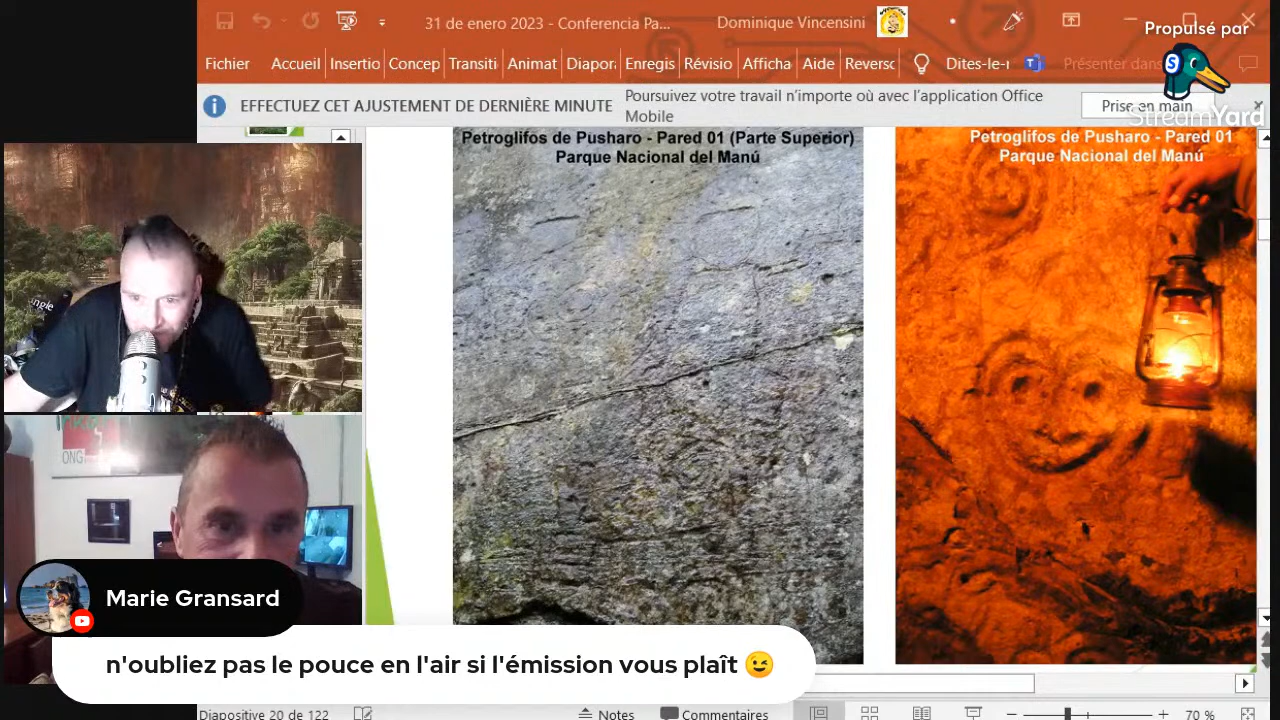 31 de enero 2023 - Conferencia Pa...
Dominique Vincensini
Propulsé par
StreamYard
Fichier Accueil Insertio Concep Transiti Animat Diapora Enregis Révisio Afficha Aide Reverso Dites-le-r Présenter dans
EFFECTUEZ CET AJUSTEMENT DE DERNIÈRE MINUTE
Poursuivez votre travail n'importe où avec l'application Office
Mobile
Prise en main
Petroglifos de Pusharo - Pared 01 (Parte Superior)
Parque Nacional del Manú
Petroglifos de Pusharo - Pared 01
Parque Nacional del Manú
angle
ONG
Marie Gransard
n'oubliez pas le pouce en l'air si l'émission vous plaît 😉
Diapositive 20 de 122
Notes
Commentaires
70 %